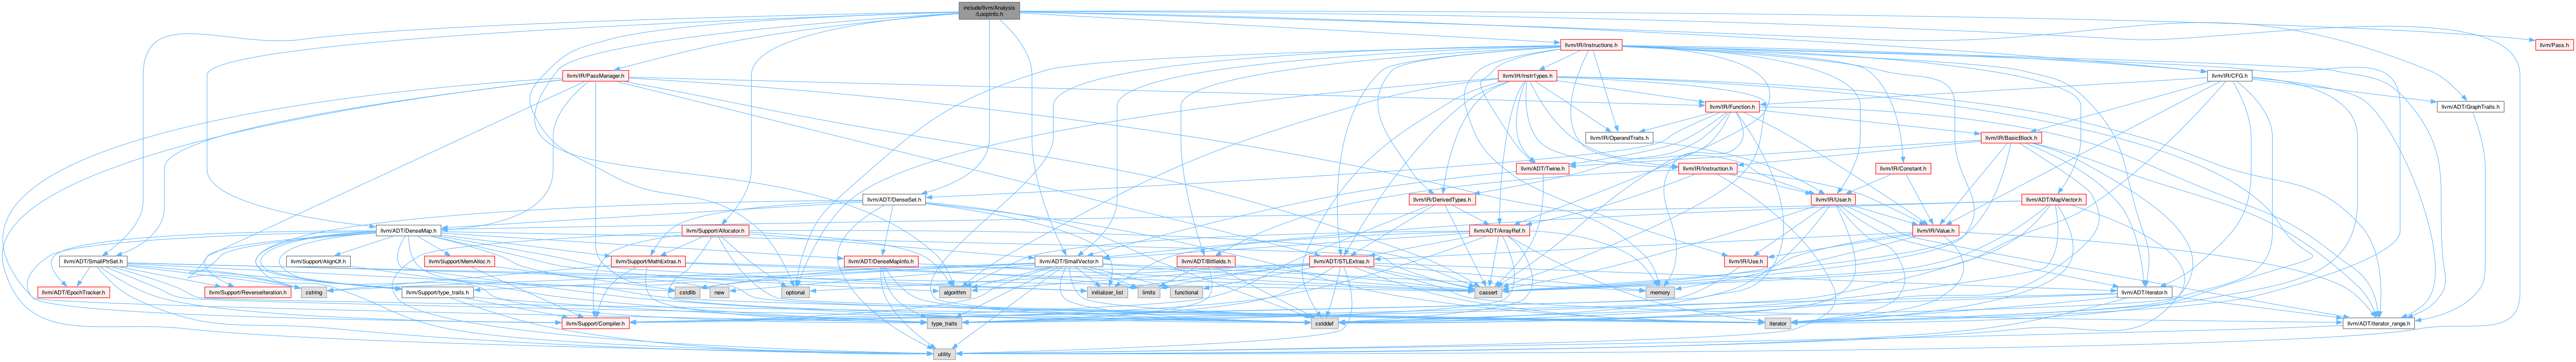 include/llvm/Analysis
/LoopInfo.h
llvm/IR/Instructions.h
llvm/Pass.h
llvm/IR/PassManager.h
llvm/IR/InstrTypes.h
llvm/IR/CFG.h
llvm/IR/Function.h
llvm/ADT/GraphTraits.h
llvm/IR/OperandTraits.h
llvm/IR/BasicBlock.h
llvm/ADT/Twine.h
llvm/IR/Instruction.h
llvm/IR/Constant.h
llvm/ADT/DenseSet.h
llvm/IR/DerivedTypes.h
llvm/IR/User.h
llvm/ADT/MapVector.h
llvm/ADT/DenseMap.h
llvm/Support/Allocator.h
llvm/ADT/ArrayRef.h
llvm/IR/Value.h
llvm/ADT/SmallPtrSet.h
llvm/Support/AlignOf.h
llvm/Support/MemAlloc.h
llvm/Support/MathExtras.h
llvm/ADT/DenseMapInfo.h
llvm/ADT/SmallVector.h
llvm/ADT/Bitfields.h
llvm/ADT/STLExtras.h
llvm/IR/Use.h
llvm/ADT/EpochTracker.h
llvm/Support/ReverseIteration.h
cstring
llvm/Support/type_traits.h
cstdlib
new
optional
algorithm
initializer_list
limits
functional
cassert
memory
llvm/ADT/iterator.h
llvm/Support/Compiler.h
type_traits
cstddef
iterator
llvm/ADT/iterator_range.h
utility